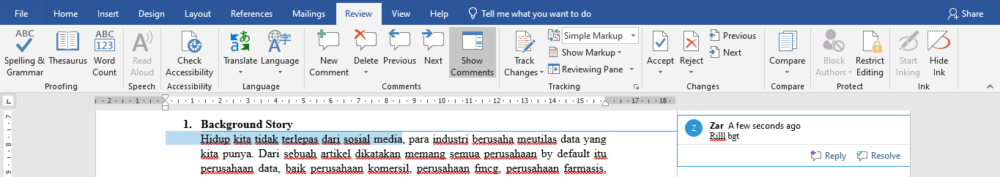 File Home Insert Design Layout References Mailings Review View Help Tell me what you want to do Share
ABC
Spelling & Grammar
Thesaurus
ABC 123
Word Count
Proofing
A
Read Aloud
Speech
Check Accessibility
Accessibility
Translate
Language
Language
New Comment
Delete
Previous
Next
Show Comments
Comments
Track Changes
Simple Markup
Show Markup
Reviewing Pane
Tracking
Accept
Reject
Previous
Next
Changes
Compare
Compare
Block Authors
Restrict Editing
Protect
Start Inking
Hide Ink
Ink
L 2 1 1 2 3 4 5 6 7 8 9 10 11 12 13 14 15 17 18
7
8
9
1. Background Story
Hidup kita tidak terlepas dari sosial media, para industri berusaha meutilas data yang
kita punya. Dari sebuah artikel dikatakan memang semua perusahaan by default itu
perusahaan data, baik perusahaan komersil, perusahaan fmcg, perusahaan farmasis,
Z
Zar A few seconds ago
Rilll bgt
Reply Resolve